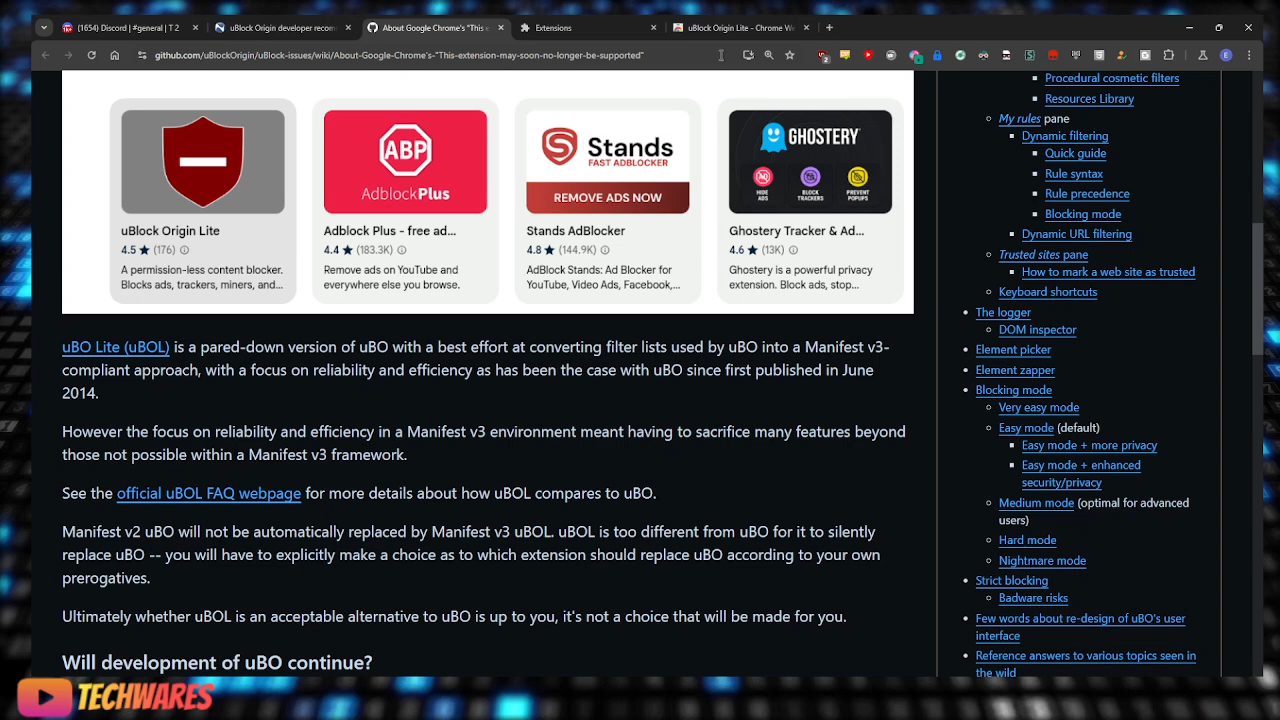 (1654) Discord | #general | T 2
uBlock Origin developer recom
About Google Chrome's "This e
Extensions
uBlock Origin Lite - Chrome We
github.com/uBlockOrigin/uBlock-issues/wiki/About-Google-Chrome's-"This-extension-may-soon-no-longer-be-supported"
ABP
AdblockPlus
Stands
FAST ADBLOCKER
REMOVE ADS NOW
GHOSTERY
HIDE ADS
BLOCK TRACKERS
PREVENT POPUPS
uBlock Origin Lite
4.5 ★ (176)
A permission-less content blocker.
Blocks ads, trackers, miners, and...
Adblock Plus - free ad...
4.4 ★ (183.3K)
Remove ads on YouTube and
everywhere else you browse.
Stands AdBlocker
4.8 ★ (144.9K)
AdBlock Stands: Ad Blocker for
YouTube, Video Ads, Facebook,...
Ghostery Tracker & Ad...
4.6 ★ (13K)
Ghostery is a powerful privacy
extension. Block ads, stop...
uBO Lite (uBOL) is a pared-down version of uBO with a best effort at converting filter lists used by uBO into a Manifest v3-
compliant approach, with a focus on reliability and efficiency as has been the case with uBO since first published in June
2014.
However the focus on reliability and efficiency in a Manifest v3 environment meant having to sacrifice many features beyond
those not possible within a Manifest v3 framework.
See the official uBOL FAQ webpage for more details about how uBOL compares to uBO.
Manifest v2 uBO will not be automatically replaced by Manifest v3 uBOL. uBOL is too different from uBO for it to silently
replace uBO -- you will have to explicitly make a choice as to which extension should replace uBO according to your own
prerogatives.
Ultimately whether uBOL is an acceptable alternative to uBO is up to you, it's not a choice that will be made for you.
Will development of uBO continue?
Procedural cosmetic filters
Resources Library
My rules pane
Dynamic filtering
Quick guide
Rule syntax
Rule precedence
Blocking mode
Dynamic URL filtering
Trusted sites pane
How to mark a web site as trusted
Keyboard shortcuts
The logger
DOM inspector
Element picker
Element zapper
Blocking mode
Very easy mode
Easy mode (default)
Easy mode + more privacy
Easy mode + enhanced
security/privacy
Medium mode (optimal for advanced
users)
Hard mode
Nightmare mode
Strict blocking
Badware risks
Few words about re-design of uBO's user
interface
Reference answers to various topics seen in
the wild
TECHWARES